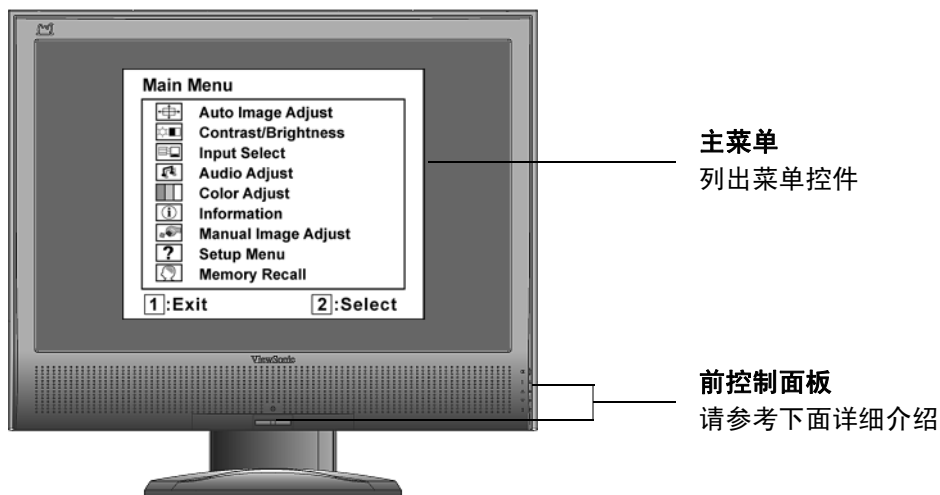 Main Menu
Auto Image Adjust
Contrast/Brightness
Input Select
Audio Adjust
Color Adjust
Information
Manual Image Adjust
? Setup Menu
Memory Recall
1:Exit 2:Select
主菜单
列出菜单控件
ViewSonic
前控制面板
请参考下面详细介绍